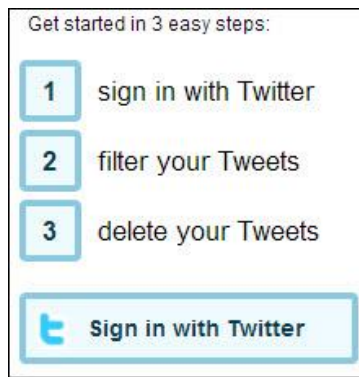 Get started in 3 easy steps:
1 sign in with Twitter
2 filter your Tweets
3 delete your Tweets
Sign in with Twitter